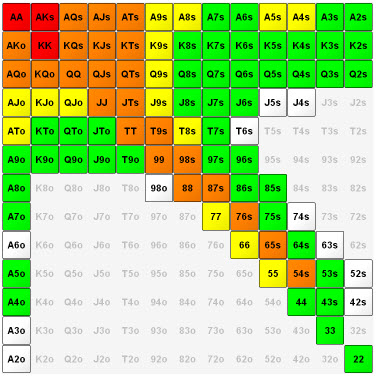 AA AKs AQs AJs ATs A9s A8s A7s A6s A5s A4s A3s A2s
AKo KK KQs KJs KTs K9s K8s K7s K6s K5s K4s K3s K2s
AQo KQo QQ QJs QTs Q9s Q8s Q7s Q6s Q5s Q4s Q3s Q2s
AJo KJo QJo JJ JTs J9s J8s J7s J6s J5s J4s J3s J2s
ATo KTo QTo JTo TT T9s T8s T7s T6s T5s T4s T3s T2s
A9o K9o Q9o J9o T9o 99 98s 97s 96s 95s 94s 93s 92s
A8o K8o Q8o J8o T8o 98o 88 87s 86s 85s 84s 83s 82s
A7o K7o Q7o J7o T7o 97o 87o 77 76s 75s 74s 73s 72s
A6o K6o Q6o J6o T6o 96o 86o 76o 66 65s 64s 63s 62s
A5o K5o Q5o J5o T5o 95o 85o 75o 65o 55 54s 53s 52s
A4o K4o Q4o J4o T4o 94o 84o 74o 64o 54o 44 43s 42s
A3o K3o Q3o J3o T3o 93o 83o 73o 63o 53o 43o 33 32s
A2o K2o Q2o J2o T2o 92o 82o 72o 62o 52o 42o 32o 22